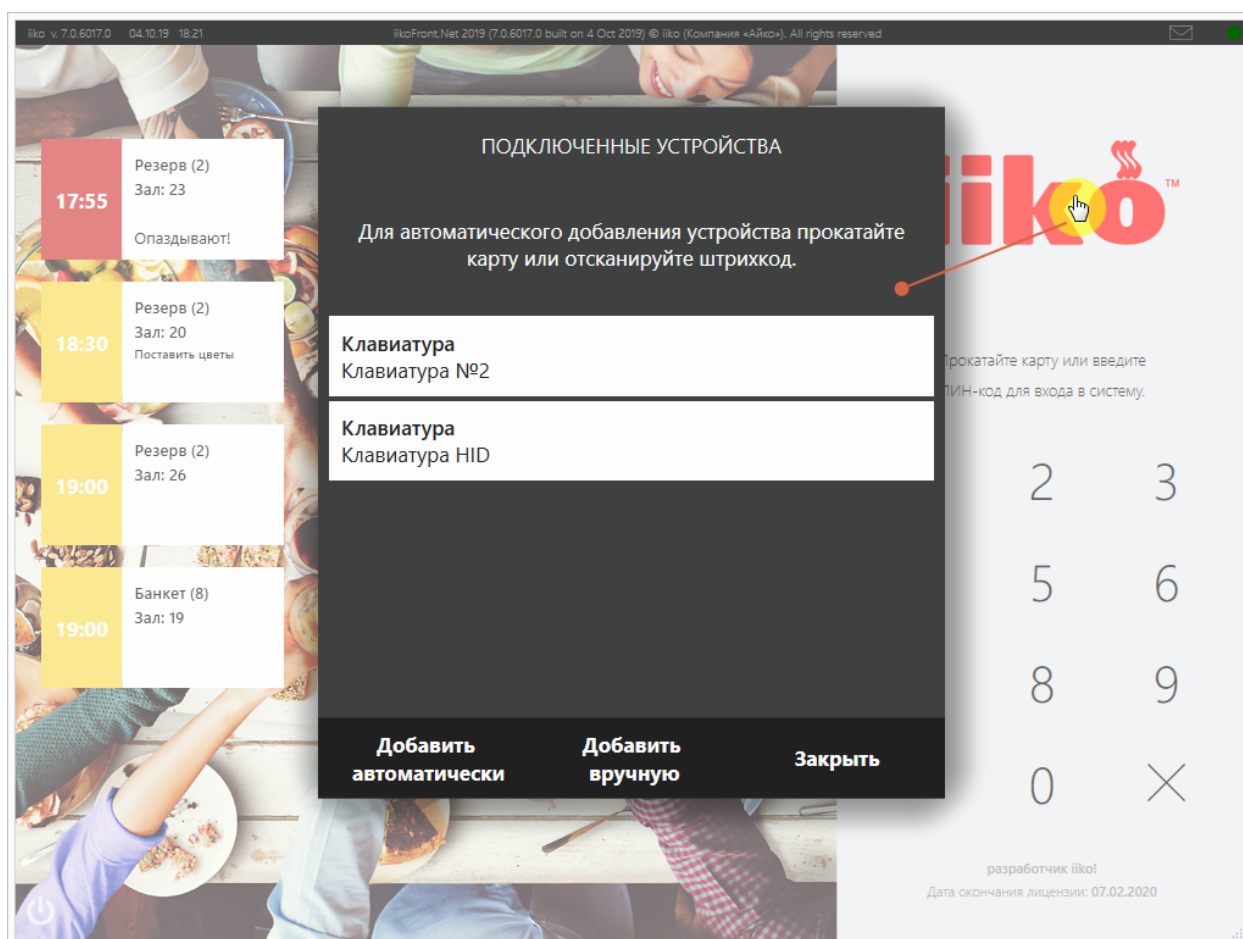 iiko v. 7.0.6017.0 04.10.19 18:21 iikoFront.Net 2019 (7.0.6017.0 built on 4 Oct 2019) © iiko (Компания «Айко»). All rights reserved
ПОДКЛЮЧЕННЫЕ УСТРОЙСТВА
Для автоматического добавления устройства прокатайте
карту или отсканируйте штрихкод.
Клавиатура
Клавиатура №2
Клавиатура
Клавиатура HID
Добавить
автоматически
Добавить
вручную
Закрыть
17:55
Резерв (2)
Зал: 23
Опаздывают!
18:30
Резерв (2)
Зал: 20
Поставить цветы
19:00
Резерв (2)
Зал: 26
19:00
Банкет (8)
Зал: 19
iiko™
карту или введите
код для входа в систему.
2 3
5 6
8 9
0
разработчик iiko!
Дата окончания лицензии: 07.02.2020